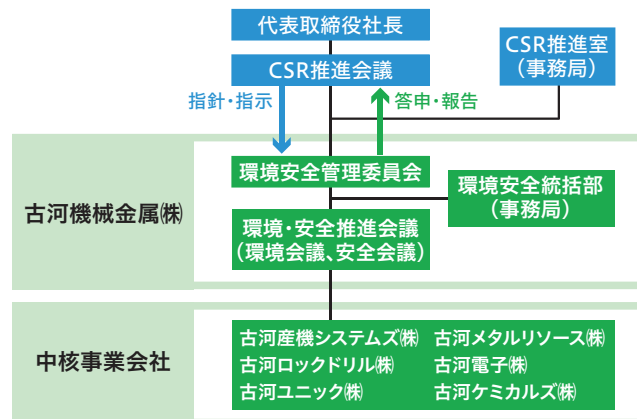 代表取締役社長
CSR推進会議
CSR推進室
（事務局）
指針・指示
答申・報告
古河機械金属㈱
環境安全管理委員会
環境安全統括部
（事務局）
環境・安全推進会議
（環境会議、安全会議）
中核事業会社
古河産機システムズ㈱ 古河メタルリソース㈱
古河ロックドリル㈱ 古河電子㈱
古河ユニック㈱ 古河ケミカルズ㈱